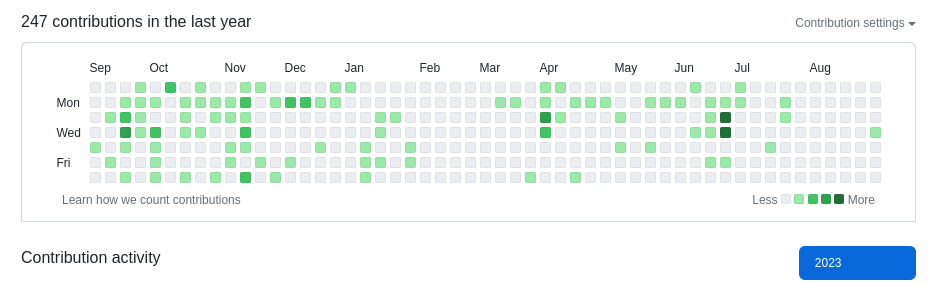 247 contributions in the last year
Contribution settings
Sep Oct Nov Dec Jan Feb Mar Apr May Jun Jul Aug
Mon
Wed
Fri
Learn how we count contributions
Less More
Contribution activity
2023